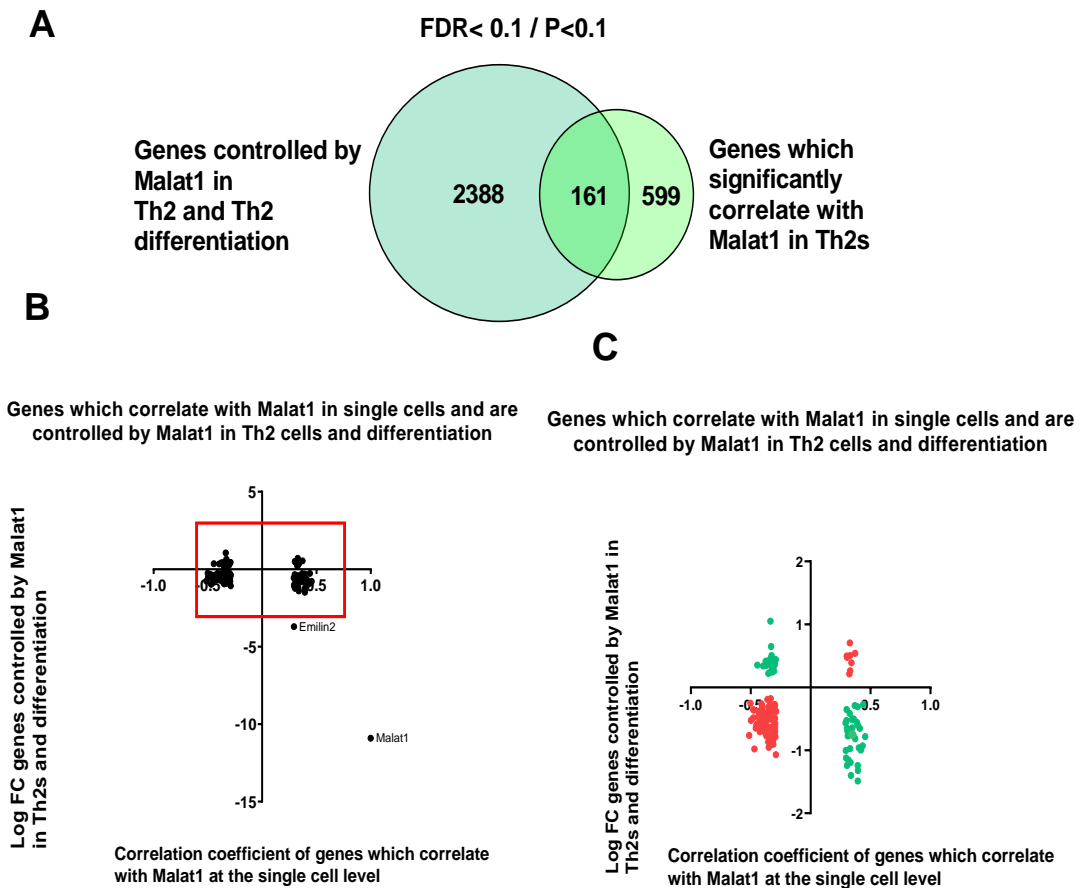 A
FDR< 0.1 / P<0.1
Genes controlled by
Malat1 in
Th2 and Th2
differentiation
2388
161
599
Genes which
significantly
correlate with
Malat1 in Th2s
B
Genes which correlate with Malat1 in single cells and are
controlled by Malat1 in Th2 cells and differentiation
Log FC genes controlled by Malat1
in Th2s and differentiation
5
-1.0
-0.5
0.5
1.0
Emilin2
-5
-10
Malat1
-15
Correlation coefficient of genes which correlate
with Malat1 at the single cell level
C
Genes which correlate with Malat1 in single cells and are
controlled by Malat1 in Th2 cells and differentiation
Log FC genes controlled by Malat1 in
Th2s and differentiation
2
1
-1.0
-0.5
0.5
1.0
-1
-2
Correlation coefficient of genes which correlate
with Malat1 at the single cell level